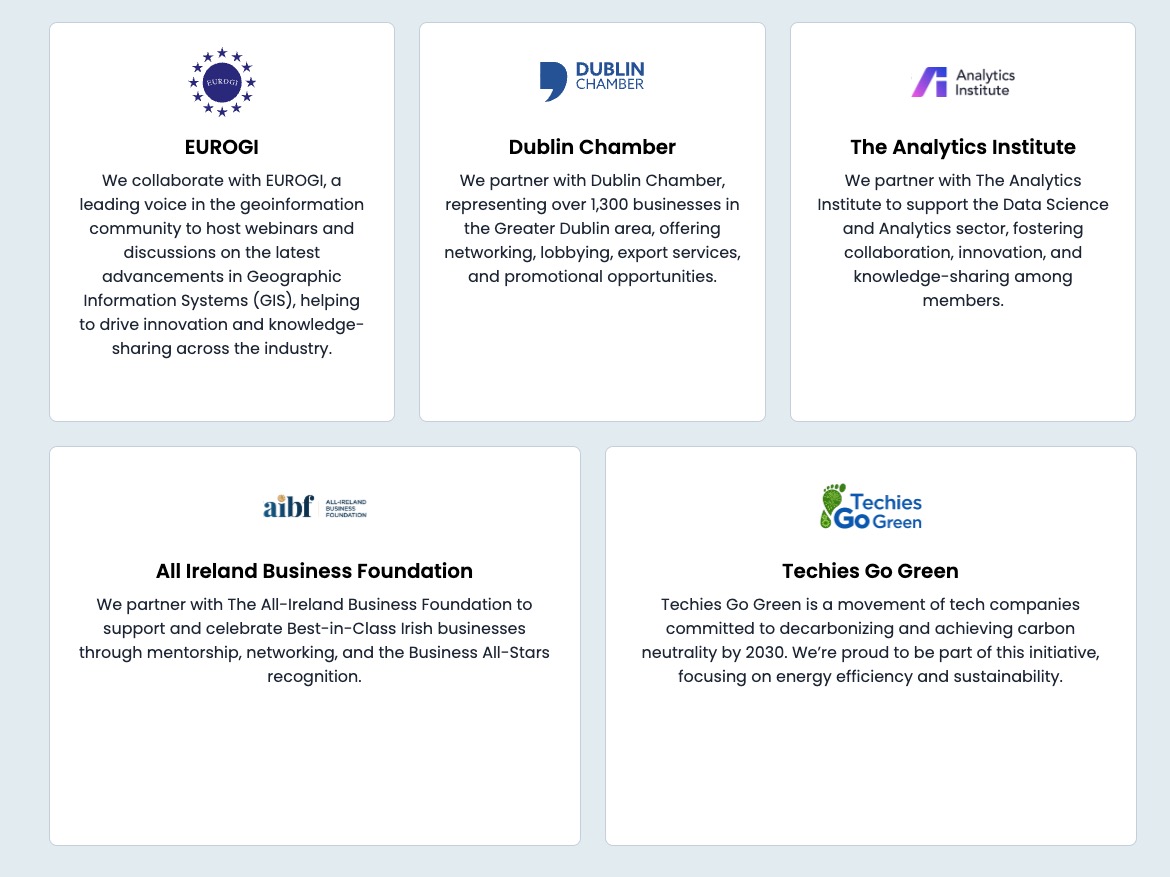 EUROGI
EUROGI
We collaborate with EUROGI, a
leading voice in the geoinformation
community to host webinars and
discussions on the latest
advancements in Geographic
Information Systems (GIS), helping
to drive innovation and knowledge-
sharing across the industry.
DUBLIN
CHAMBER
Dublin Chamber
We partner with Dublin Chamber,
representing over 1,300 businesses in
the Greater Dublin area, offering
networking, lobbying, export services,
and promotional opportunities.
Analytics
Institute
The Analytics Institute
We partner with The Analytics
Institute to support the Data Science
and Analytics sector, fostering
collaboration, innovation, and
knowledge-sharing among
members.
aibf
ALL-IRELAND
BUSINESS
FOUNDATION
All Ireland Business Foundation
We partner with The All-Ireland Business Foundation to
support and celebrate Best-in-Class Irish businesses
through mentorship, networking, and the Business All-Stars
recognition.
Techies
Go Green
Techies Go Green
Techies Go Green is a movement of tech companies
committed to decarbonizing and achieving carbon
neutrality by 2030. We’re proud to be part of this initiative,
focusing on energy efficiency and sustainability.